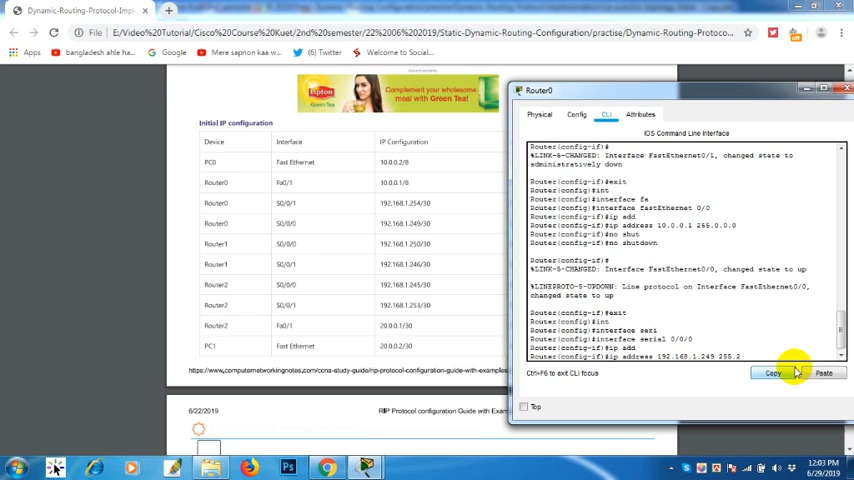 Dynamic-Routing-Protocol-Imple
File
E:/Video%20Tutorial/Cisco%20Course%20Kuet/2nd%20semester/22%2006%202019/Static-Dynamic-Routing-Configuration/practise/Dynamic-Routing-Protoco...
Apps
bangladesh ahle ha...
Google
Mere sapnon kaa w...
(6) Twitter
Welcome to Social...
Lipton
Green Tea!
Complement your wholesome
meal with Green Tea!
Initial IP configuration
Device Interface IP Configuration
PC0 Fast Ethernet 10.0.0.2/8
Router0 Fa0/1 10.0.0.1/8
Router0 S0/0/1 192.168.1.254/30
Router0 S0/0/0 192.168.1.249/30
Router1 S0/0/0 192.168.1.250/30
Router1 S0/0/1 192.168.1.246/30
Router2 S0/0/0 192.168.1.245/30
Router2 S0/0/1 192.168.1.253/30
Router2 Fa0/1 20.0.0.1/30
PC1 Fast Ethernet 20.0.0.2/30
https://www.computernetworkingnotes.com/ccna-study-guide/rip-protocol-configuration-guide-with-examples
6/22/2019
RIP Protocol configuration Guide with Exam
Router0
Physical Config CLI Attributes
IOS Command Line Interface
Router(config-if)#
%LINK-5-CHANGED: Interface FastEthernet0/1, changed state to
administratively down
Router(config-if)#exit
Router(config)#int
Router(config)#interface fa
Router(config)#interface fastEthernet 0/0
Router(config-if)#ip add
Router(config-if)#ip address 10.0.0.1 255.0.0.0
Router(config-if)#no shut
Router(config-if)#no shutdown
Router(config-if)#
%LINK-5-CHANGED: Interface FastEthernet0/0, changed state to up
%LINEPROTO-5-UPDOWN: Line protocol on Interface FastEthernet0/0,
changed state to up
Router(config-if)#exit
Router(config)#int
Router(config)#interface seri
Router(config)#interface serial 0/0/0
Router(config-if)#ip add
Router(config-if)#ip address 192.168.1.249 255.2
Ctrl+F6 to exit CLI focus
Copy
Paste
Top
12:03 PM
6/29/2019